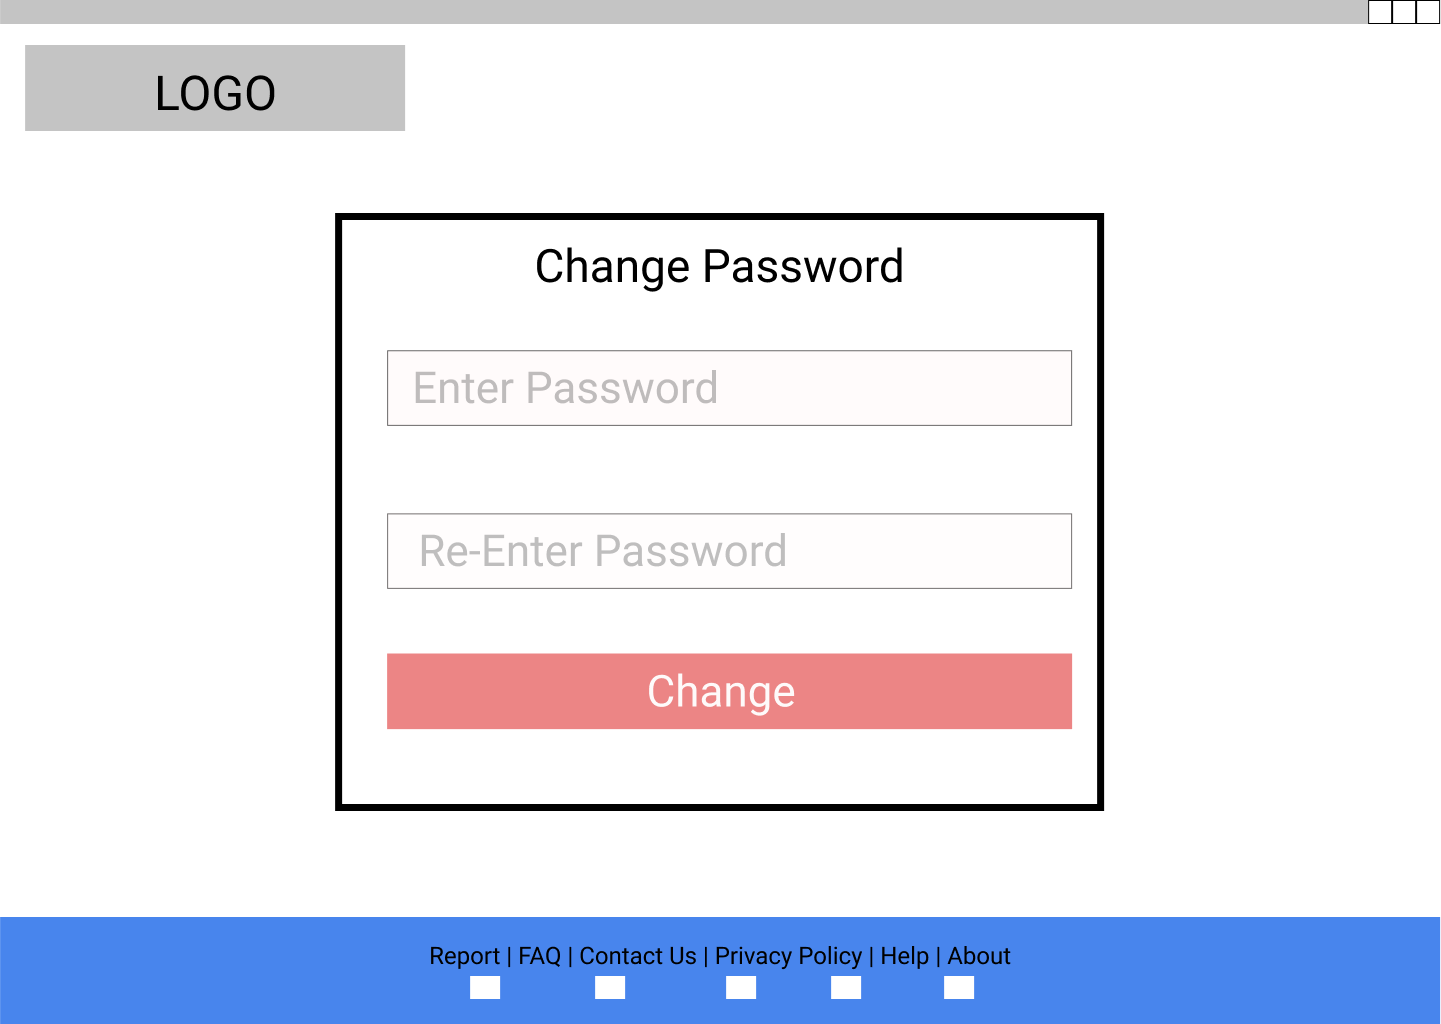 LOGO
Change Password
Enter Password
Re-Enter Password
Change
Report | FAQ | Contact Us | Privacy Policy | Help | About